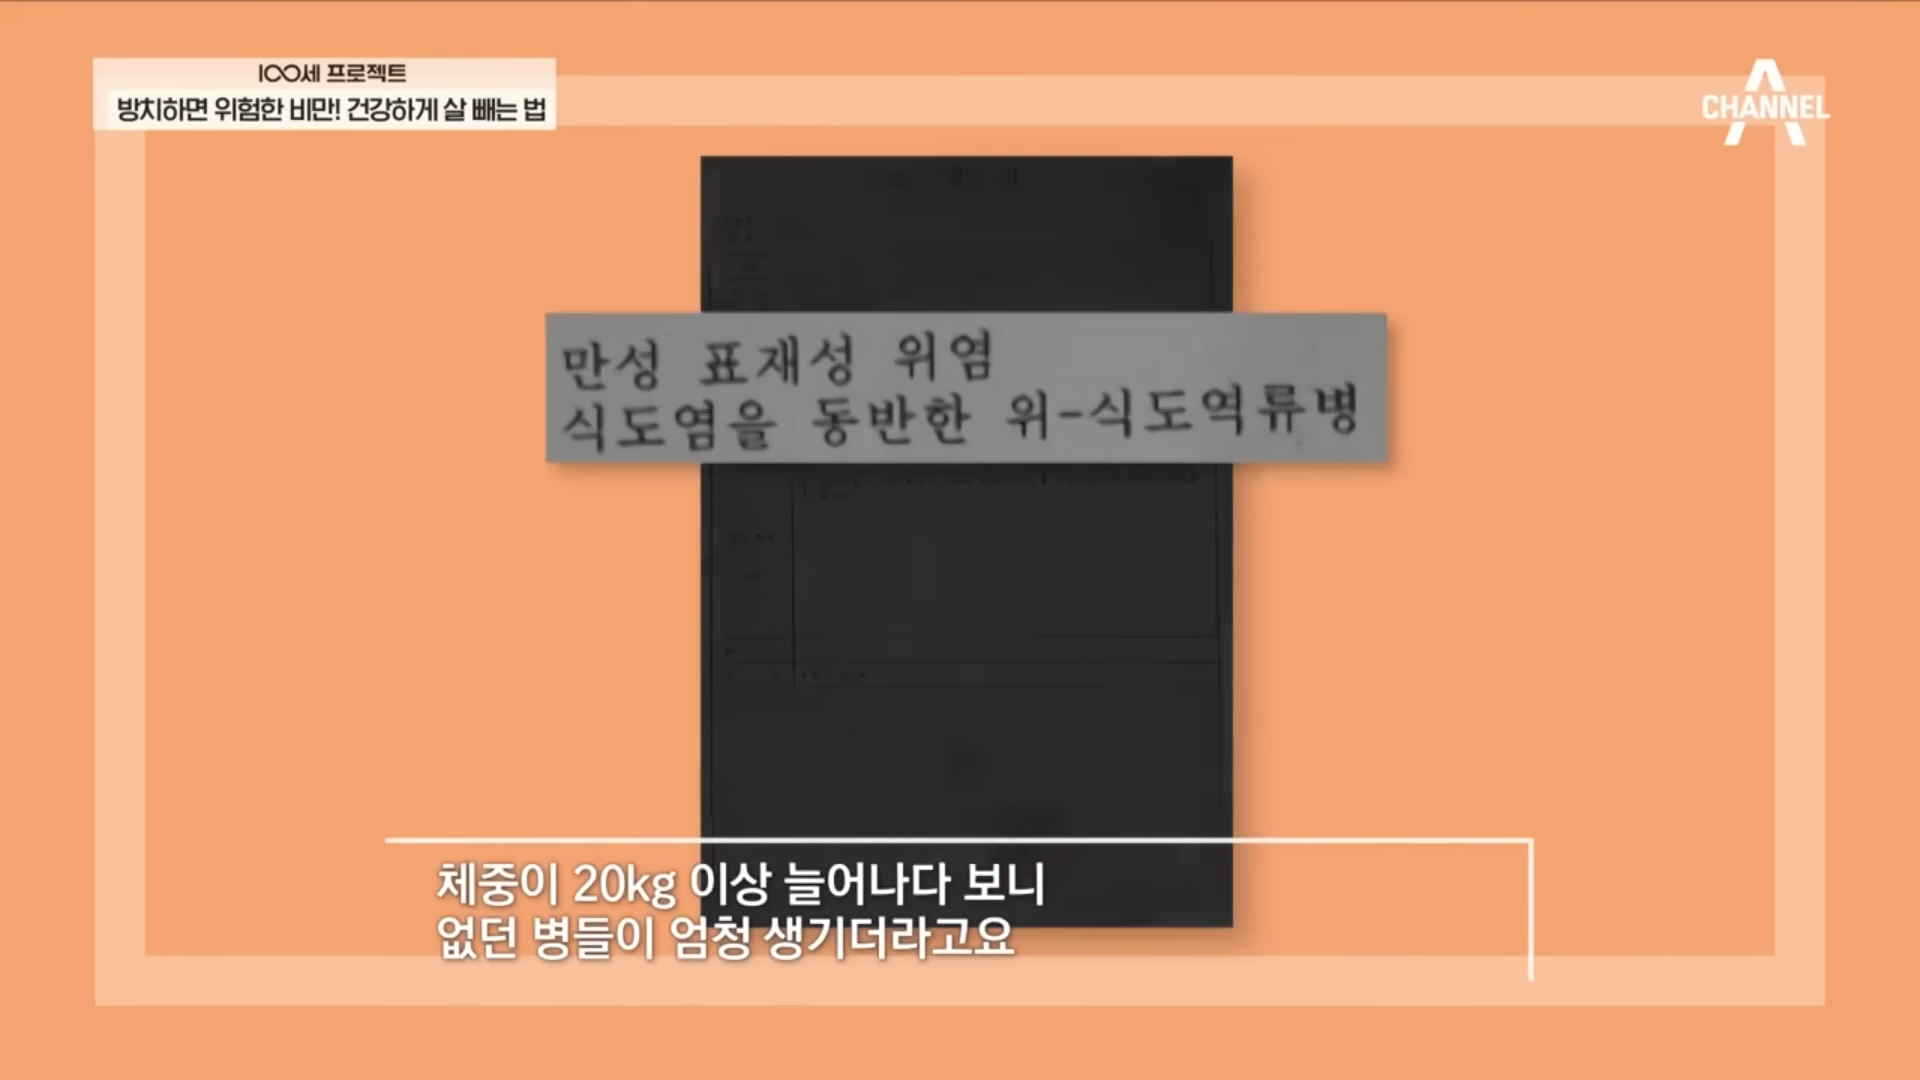 100세 프로젝트
방치하면 위험한 비만! 건강하게 살 빼는 법
CHANNEL A
만성 표재성 위염
식도염을 동반한 위-식도역류병
체중이 20kg 이상 늘어나다 보니
없던 병들이 엄청 생기더라고요